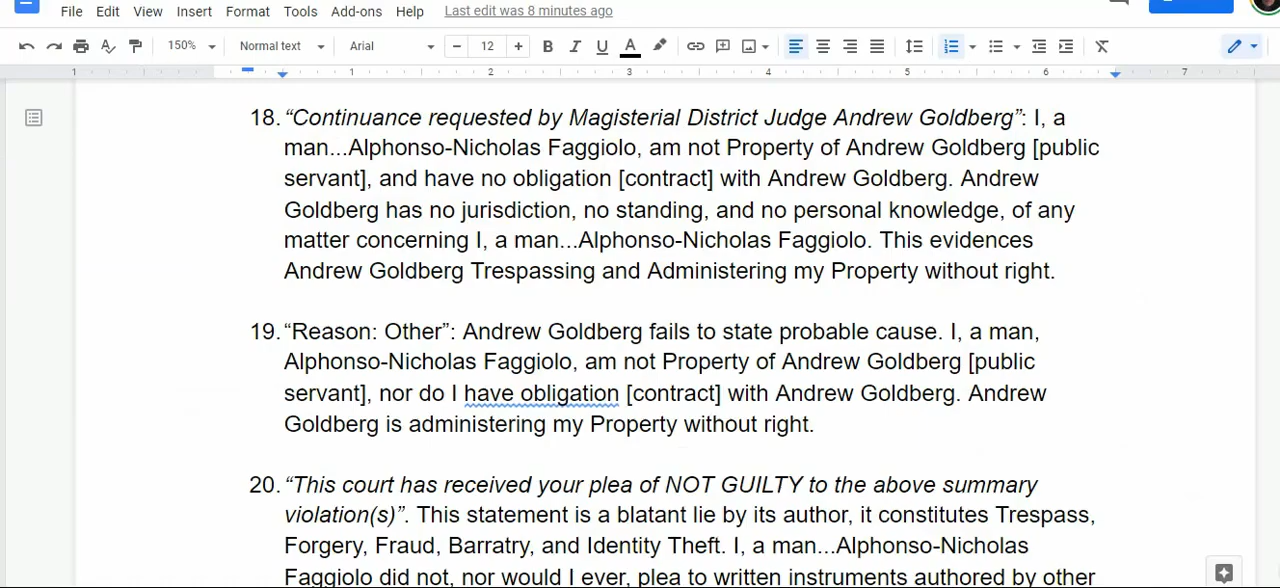 File Edit View Insert Format Tools Add-ons Help Last edit was 8 minutes ago
150% Normal text Arial − 12 + B I U A
1 1 2 3 4 5 6 7
18. “Continuance requested by Magisterial District Judge Andrew Goldberg”: I, a
man...Alphonso-Nicholas Faggiolo, am not Property of Andrew Goldberg [public
servant], and have no obligation [contract] with Andrew Goldberg. Andrew
Goldberg has no jurisdiction, no standing, and no personal knowledge, of any
matter concerning I, a man...Alphonso-Nicholas Faggiolo. This evidences
Andrew Goldberg Trespassing and Administering my Property without right.
19. “Reason: Other”: Andrew Goldberg fails to state probable cause. I, a man,
Alphonso-Nicholas Faggiolo, am not Property of Andrew Goldberg [public
servant], nor do I have obligation [contract] with Andrew Goldberg. Andrew
Goldberg is administering my Property without right.
20. “This court has received your plea of NOT GUILTY to the above summary
violation(s)”. This statement is a blatant lie by its author, it constitutes Trespass,
Forgery, Fraud, Barratry, and Identity Theft. I, a man...Alphonso-Nicholas
Faggiolo did not, nor would I ever, plea to written instruments authored by other